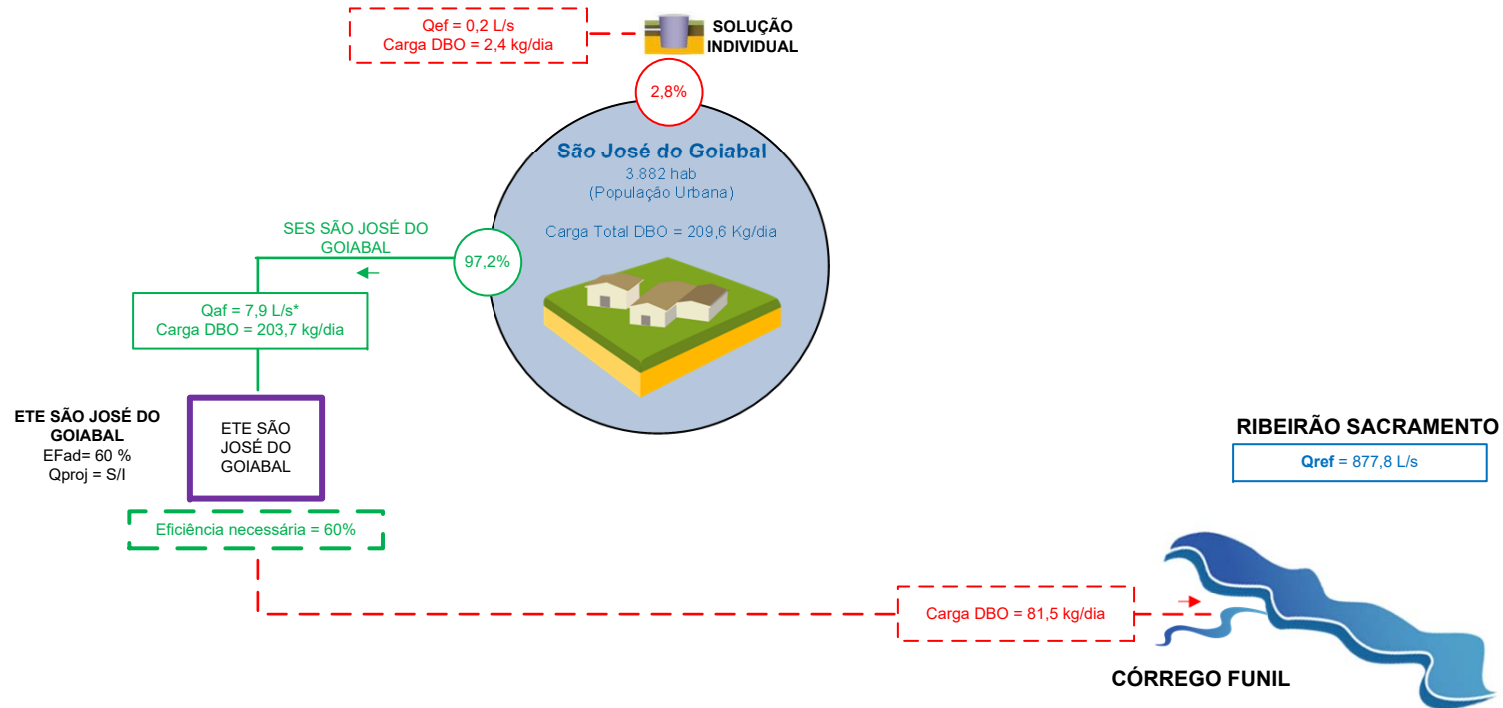 Qef = 0,2 L/s
Carga DBO = 2,4 kg/dia
SOLUÇÃO
INDIVIDUAL
2,8%
São José do Goiabal
3.882 hab
(População Urbana)
Carga Total DBO = 209,6 Kg/dia
SES SÃO JOSÉ DO
GOIABAL
97,2%
Qaf = 7,9 L/s*
Carga DBO = 203,7 kg/dia
ETE SÃO JOSÉ DO
GOIABAL
EFad= 60 %
Qproj = S/I
ETE SÃO
JOSÉ DO
GOIABAL
Eficiência necessária = 60%
RIBEIRÃO SACRAMENTO
Qref = 877,8 L/s
Carga DBO = 81,5 kg/dia
CÓRREGO FUNIL